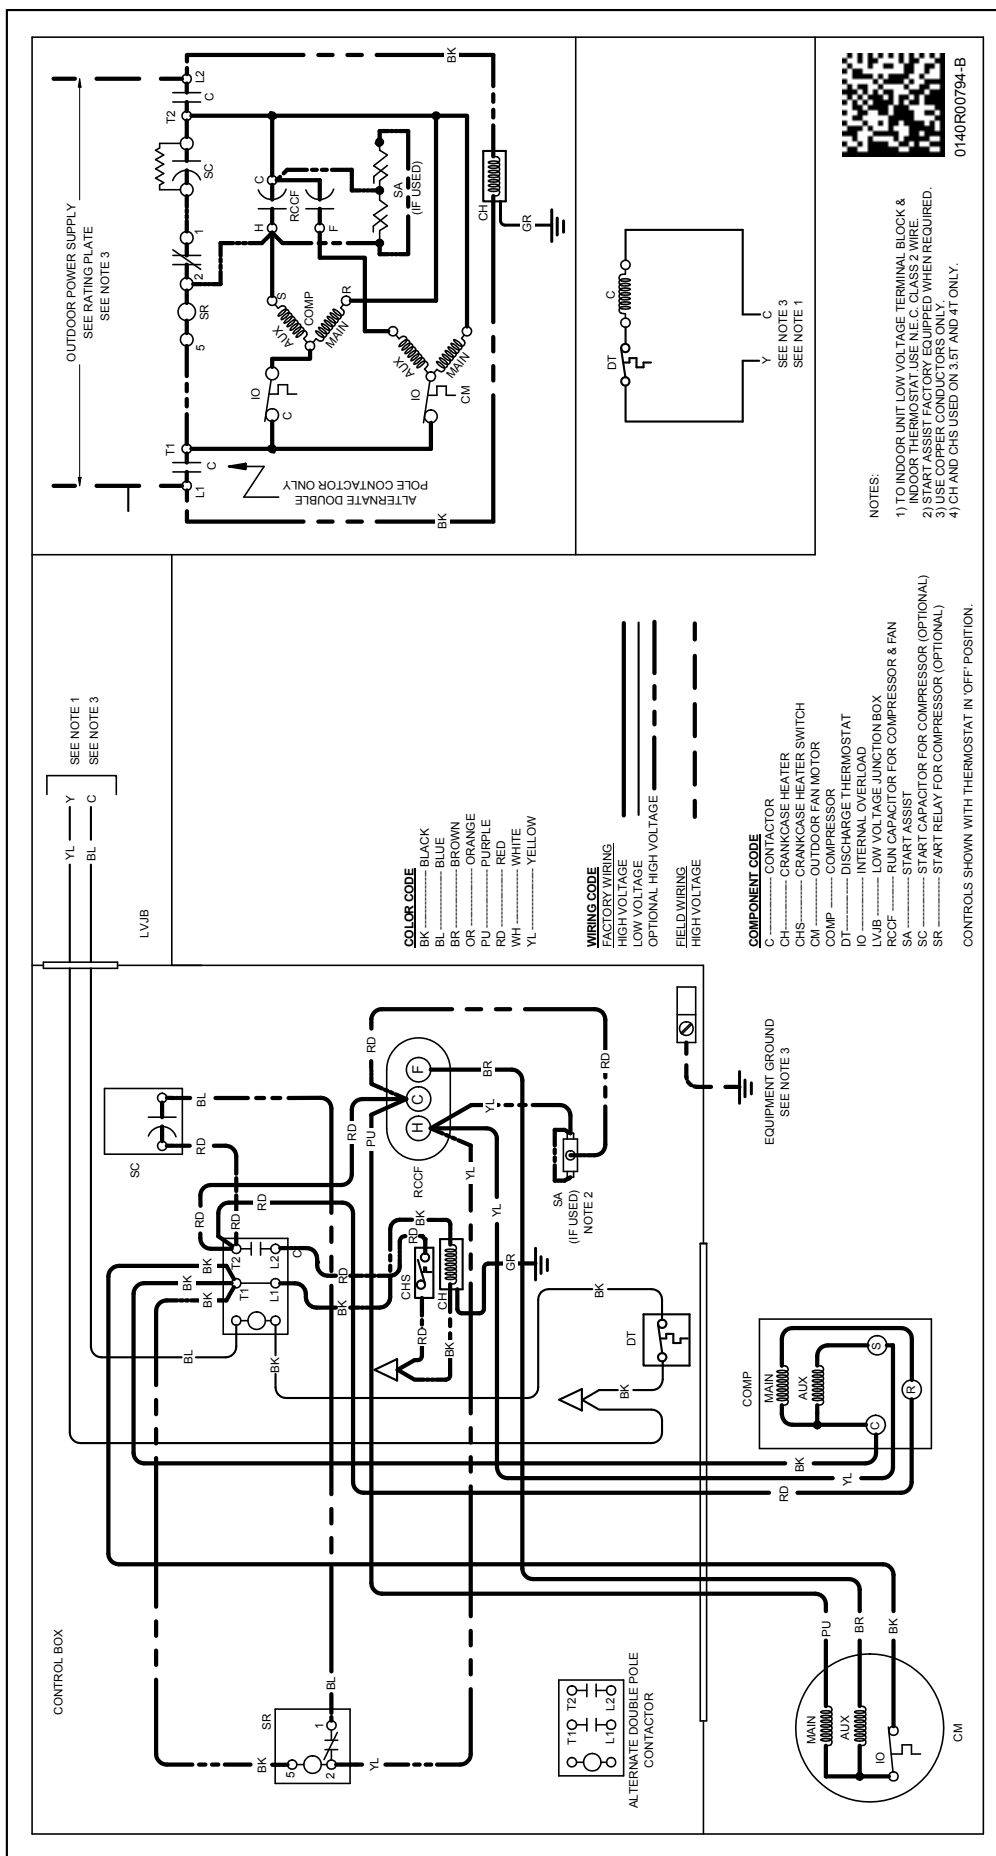 CONTROL BOX
SR
BK
5
2
1
BL
YL
ALTERNATE DOUBLE POLE
CONTACTOR
T1
T2
L1
L2
BL
BK
BK
BK
BK
T1
T2
L1
L2
C
RD
RD
RD
RD
BL
SC
BK
RD
RD
BK
CHS
CH
RD
BK
GR
RCCF
H
C
F
RD
PU
RD
YL
YL
YL
BR
RD
SA
(IF USED)
NOTE 2
DT
BK
BK
EQUIPMENT GROUND
SEE NOTE 3
COMP
MAIN
AUX
C
S
R
BK
YL
RD
PU
BR
BK
MAIN
AUX
IO
CM
YL
Y
BL
C
SEE NOTE 1
SEE NOTE 3
LVJB
COLOR CODE
BK ---------- BLACK
BL ---------- BLUE
BR ---------- BROWN
OR ---------- ORANGE
PU ---------- PURPLE
RD ---------- RED
WH ---------- WHITE
YL ---------- YELLOW
WIRING CODE
FACTORY WIRING
HIGH VOLTAGE
LOW VOLTAGE
OPTIONAL HIGH VOLTAGE
FIELD WIRING
HIGH VOLTAGE
COMPONENT CODE
C ---------- CONTACTOR
CH ---------- CRANKCASE HEATER
CHS ---------- CRANKCASE HEATER SWITCH
CM ---------- OUTDOOR FAN MOTOR
COMP ---------- COMPRESSOR
DT ---------- DISCHARGE THERMOSTAT
IO ---------- INTERNAL OVERLOAD
LVJB ---------- LOW VOLTAGE JUNCTION BOX
RCCF ---------- RUN CAPACITOR FOR COMPRESSOR & FAN
SA ---------- START ASSIST
SC ---------- START CAPACITOR FOR COMPRESSOR (OPTIONAL)
SR ---------- START RELAY FOR COMPRESSOR (OPTIONAL)
CONTROLS SHOWN WITH THERMOSTAT IN 'OFF' POSITION.
OUTDOOR POWER SUPPLY
SEE RATING PLATE
SEE NOTE 3
L1
C
T1
5
SR
2
1
SC
T2
C
L2
ALTERNATE DOUBLE
POLE CONTACTOR ONLY
C
IO
AUX
S
COMP
MAIN
R
H
C
RCCF
F
SA
(IF USED)
IO
AUX
MAIN
CM
BK
BK
CH
GR
DT
C
Y
C
SEE NOTE 3
SEE NOTE 1
NOTES:
1) TO INDOOR UNIT LOW VOLTAGE TERMINAL BLOCK &
INDOOR THERMOSTAT.USE N.E.C. CLASS 2 WIRE.
2) START ASSIST FACTORY EQUIPPED WHEN REQUIRED.
3) USE COPPER CONDUCTORS ONLY.
4) CH AND CHS USED ON 3.5T AND 4T ONLY.
0140R00794-B